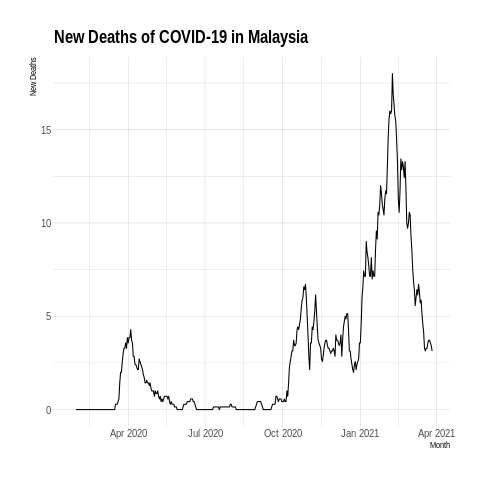 New Deaths of COVID-19 in Malaysia
New Deaths
15
10
5
0
Apr 2020 Jul 2020 Oct 2020 Jan 2021 Apr 2021
Month